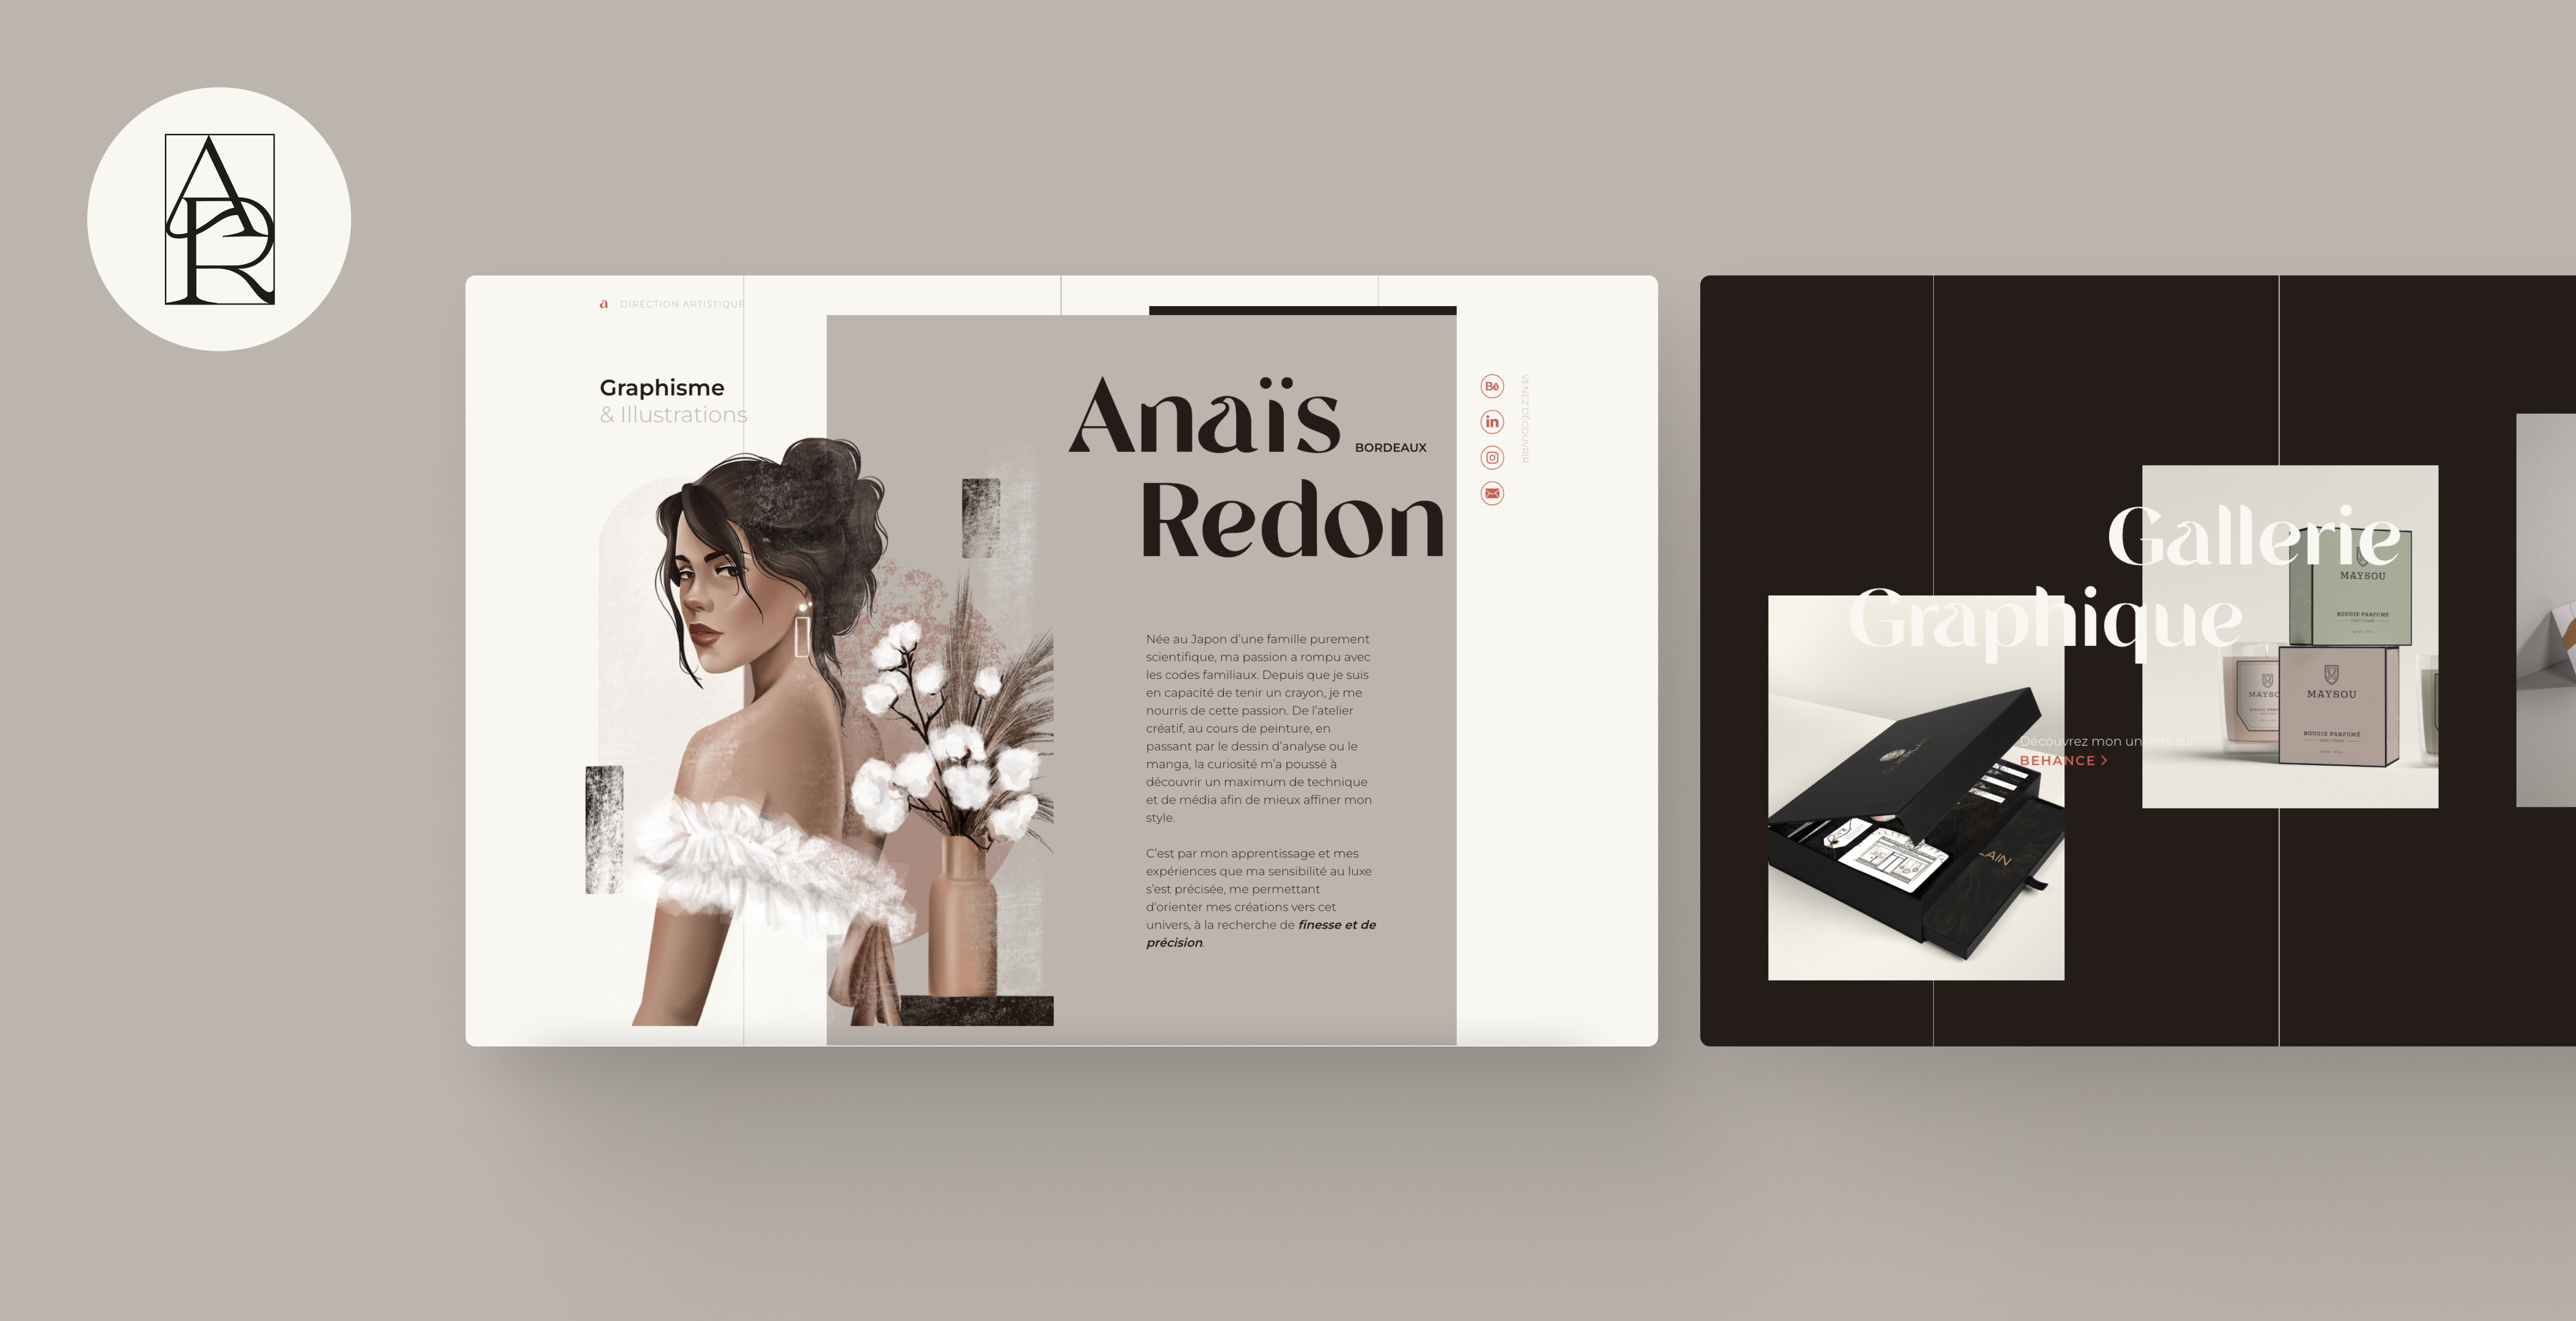 AR
a DIRECTION ARTISTIQUE
Graphisme
& Illustrations
Anaïs
BORDEAUX
Redon
Bē
in
VENEZ DÉCOUVRIR
Née au Japon d’une famille purement
scientifique, ma passion a rompu avec
les codes familiaux. Depuis que je suis
en capacité de tenir un crayon, je me
nourris de cette passion. De l’atelier
créatif, au cours de peinture, en
passant par le dessin d’analyse ou le
manga, la curiosité m’a poussé à
découvrir un maximum de technique
et de média afin de mieux affiner mon
style.
C’est par mon apprentissage et mes
expériences que ma sensibilité au luxe
s’est précisée, me permettant
d’orienter mes créations vers cet
univers, à la recherche de finesse et de
précision.
Gallerie
Graphique
Découvrez mon univers sur
BEHANCE >
MAYSOU
BOUGIE PARFUMÉ
MAYSOU
BOUGIE PARFUMÉ
LAIN